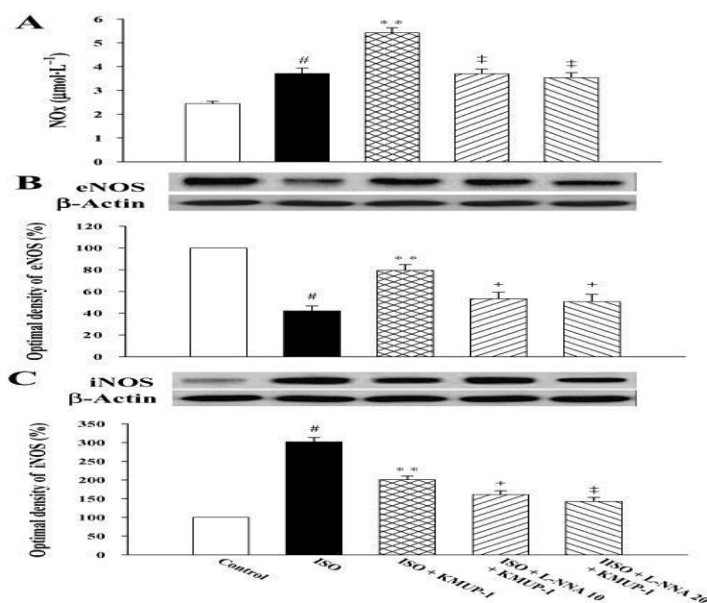 A
NOx (μmol·L⁻¹)
6
5
4
3
2
1
0
#
**
‡
‡
B
eNOS
β-Actin
Optimal density of eNOS (%)
120
100
80
60
40
20
0
#
**
+
+
C
iNOS
β-Actin
Optimal density of iNOS (%)
350
300
250
200
150
100
50
0
#
**
+
‡
Control
ISO
ISO + KMUP-1
ISO + L-NNA 10
+ KMUP-1
IISO + L-NNA 20
+ KMUP-1